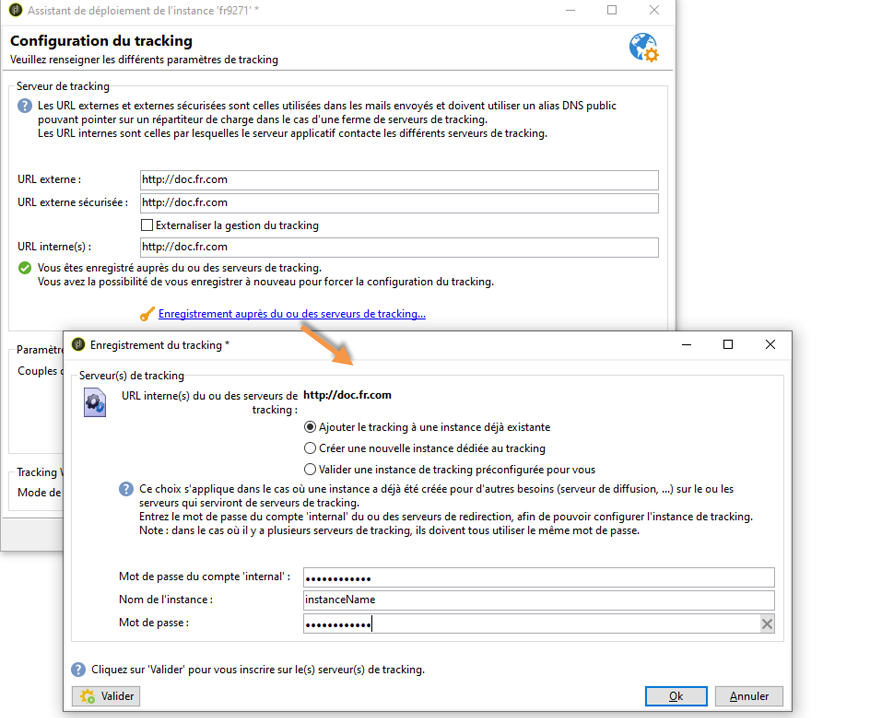 Assistant de déploiement de l'instance 'fr9271' *
Configuration du tracking
Veuillez renseigner les différents paramètres de tracking
Serveur de tracking
Les URL externes et externes sécurisées sont celles utilisées dans les mails envoyés et doivent utiliser un alias DNS public
pouvant pointer sur un répartiteur de charge dans le cas d'une ferme de serveurs de tracking.
Les URL internes sont celles par lesquelles le serveur applicatif contacte les différents serveurs de tracking.
URL externe : http://doc.fr.com
URL externe sécurisée : http://doc.fr.com
Externaliser la gestion du tracking
URL interne(s) : http://doc.fr.com
Vous êtes enregistré auprès du ou des serveurs de tracking.
Vous avez la possibilité de vous enregistrer à nouveau pour forcer la configuration du tracking.
Enregistrement auprès du ou des serveurs de tracking...
Paramètre
Couples
Tracking
Mode de
Enregistrement du tracking *
Serveur(s) de tracking
URL interne(s) du ou des serveurs de http://doc.fr.com
tracking :
Ajouter le tracking à une instance déjà existante
Créer une nouvelle instance dédiée au tracking
Valider une instance de tracking préconfigurée pour vous
Ce choix s'applique dans le cas où une instance a déjà été créée pour d'autres besoins (serveur de diffusion, ...) sur le ou les
serveurs qui serviront de serveurs de tracking.
Entrez le mot de passe du compte 'internal' du ou des serveurs de redirection, afin de pouvoir configurer l'instance de tracking.
Note : dans le cas où il y a plusieurs serveurs de tracking, ils doivent tous utiliser le même mot de passe.
Mot de passe du compte 'internal' : ••••••••••••
Nom de l'instance : instanceName
Mot de passe : ••••••••••••
Cliquez sur 'Valider' pour vous inscrire sur le(s) serveur(s) de tracking.
Valider
Ok
Annuler